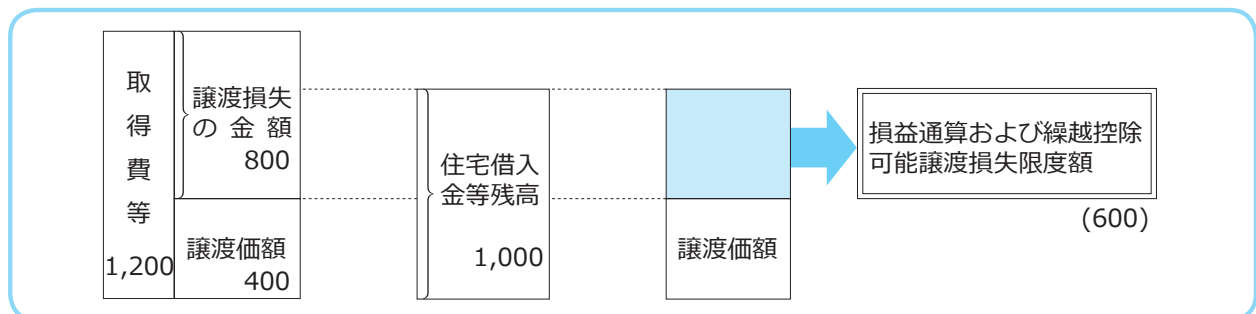 取得費等
1,200
譲渡損失
の金額
800
譲渡価額
400
住宅借入
金等残高
1,000
譲渡価額
損益通算および繰越控除
可能譲渡損失限度額
(600)